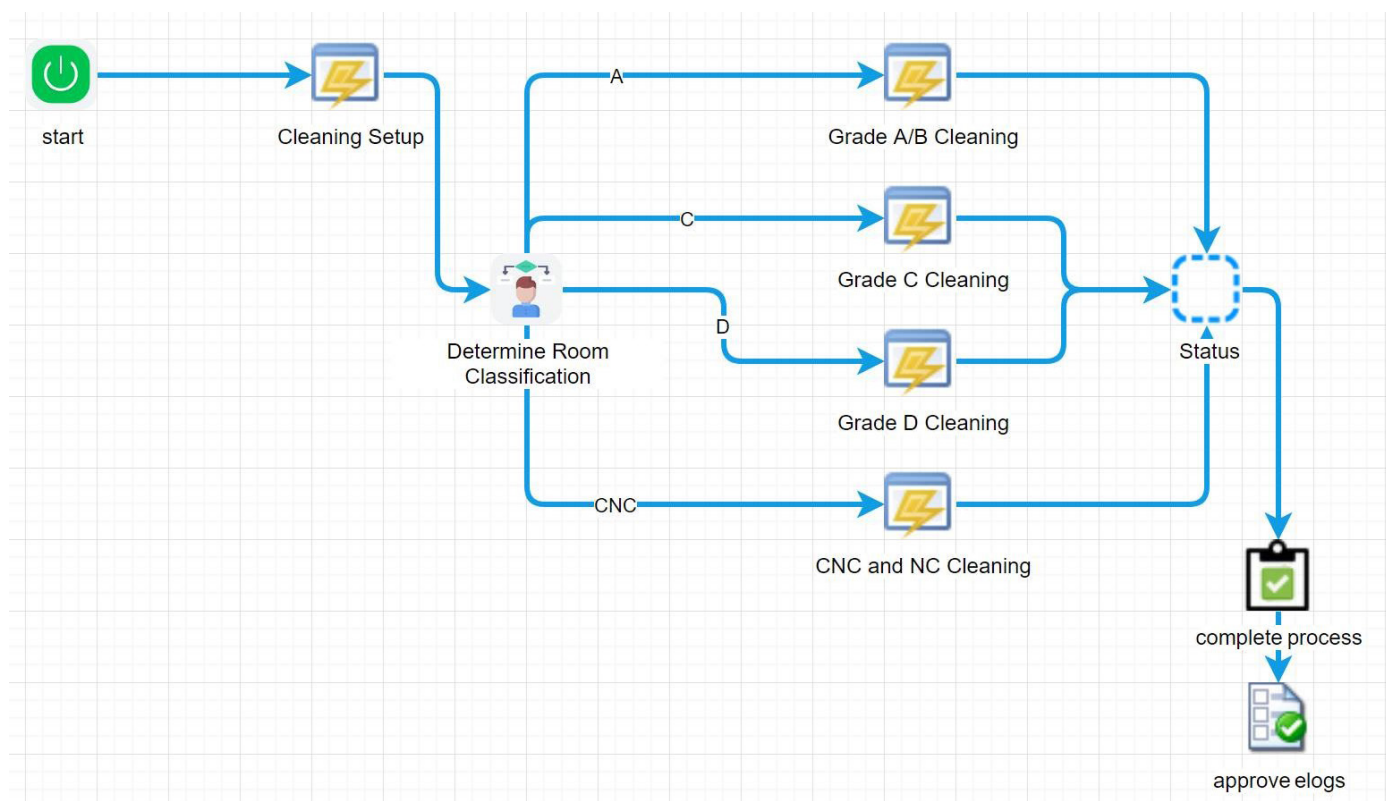 start
Cleaning Setup
A
Grade A/B Cleaning
C
Grade C Cleaning
Determine Room
Classification
D
Grade D Cleaning
Status
CNC
CNC and NC Cleaning
complete process
approve elogs